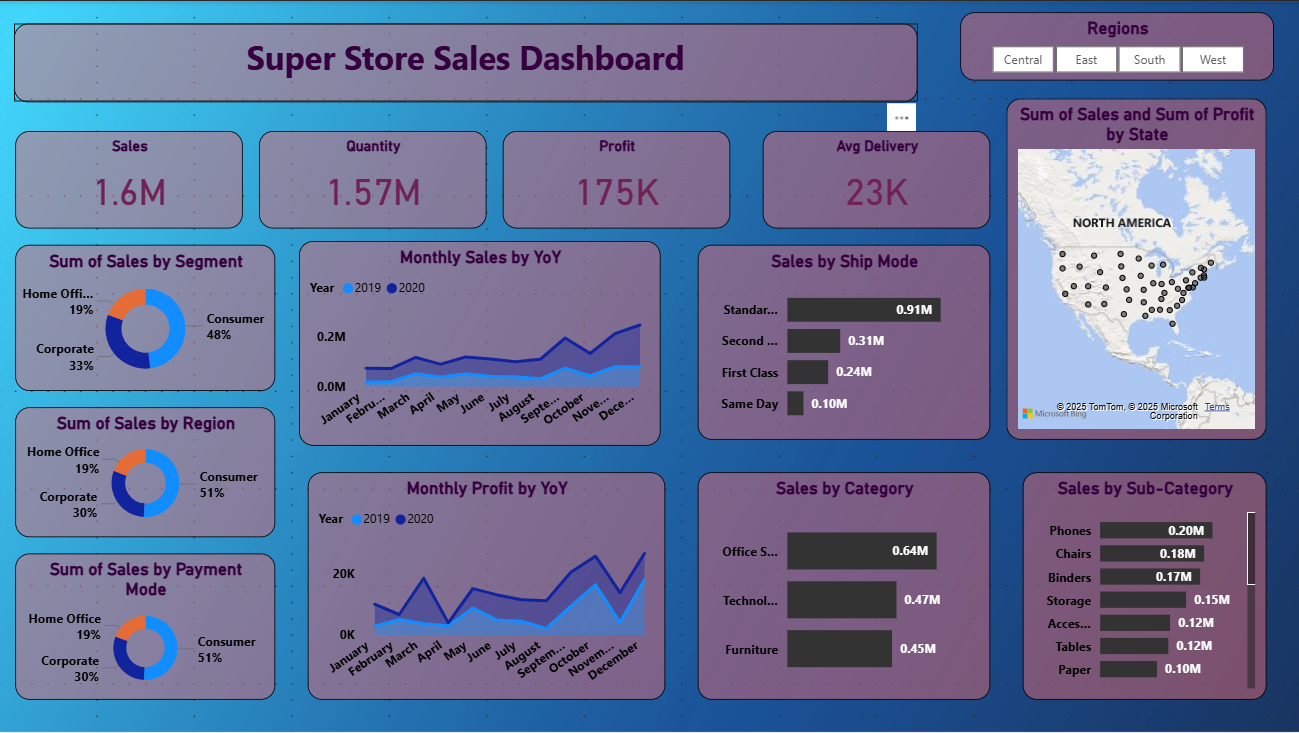 Super Store Sales Dashboard
Regions
Central East South West
...
Sales
1.6M
Quantity
1.57M
Profit
175K
Avg Delivery
23K
Sum of Sales and Sum of Profit
by State
NORTH AMERICA
© 2025 TomTom, © 2025 Microsoft
Corporation
Terms
Microsoft Bing
Sum of Sales by Segment
Home Offi...
19%
Consumer
48%
Corporate
33%
Monthly Sales by YoY
Year 2019 2020
0.2M
0.0M
January
Febru...
March
April
May
June
July
August
Septe...
October
Nove...
Dece...
Sales by Ship Mode
Standar... 0.91M
Second ... 0.31M
First Class 0.24M
Same Day 0.10M
Sum of Sales by Region
Home Office
19%
Consumer
51%
Corporate
30%
Sum of Sales by Payment
Mode
Home Office
19%
Consumer
51%
Corporate
30%
Monthly Profit by YoY
Year 2019 2020
20K
0K
January
February
March
April
May
June
July
August
Septem...
October
Novem...
December
Sales by Category
Office S... 0.64M
Technol... 0.47M
Furniture 0.45M
Sales by Sub-Category
Phones 0.20M
Chairs 0.18M
Binders 0.17M
Storage 0.15M
Acces... 0.12M
Tables 0.12M
Paper 0.10M